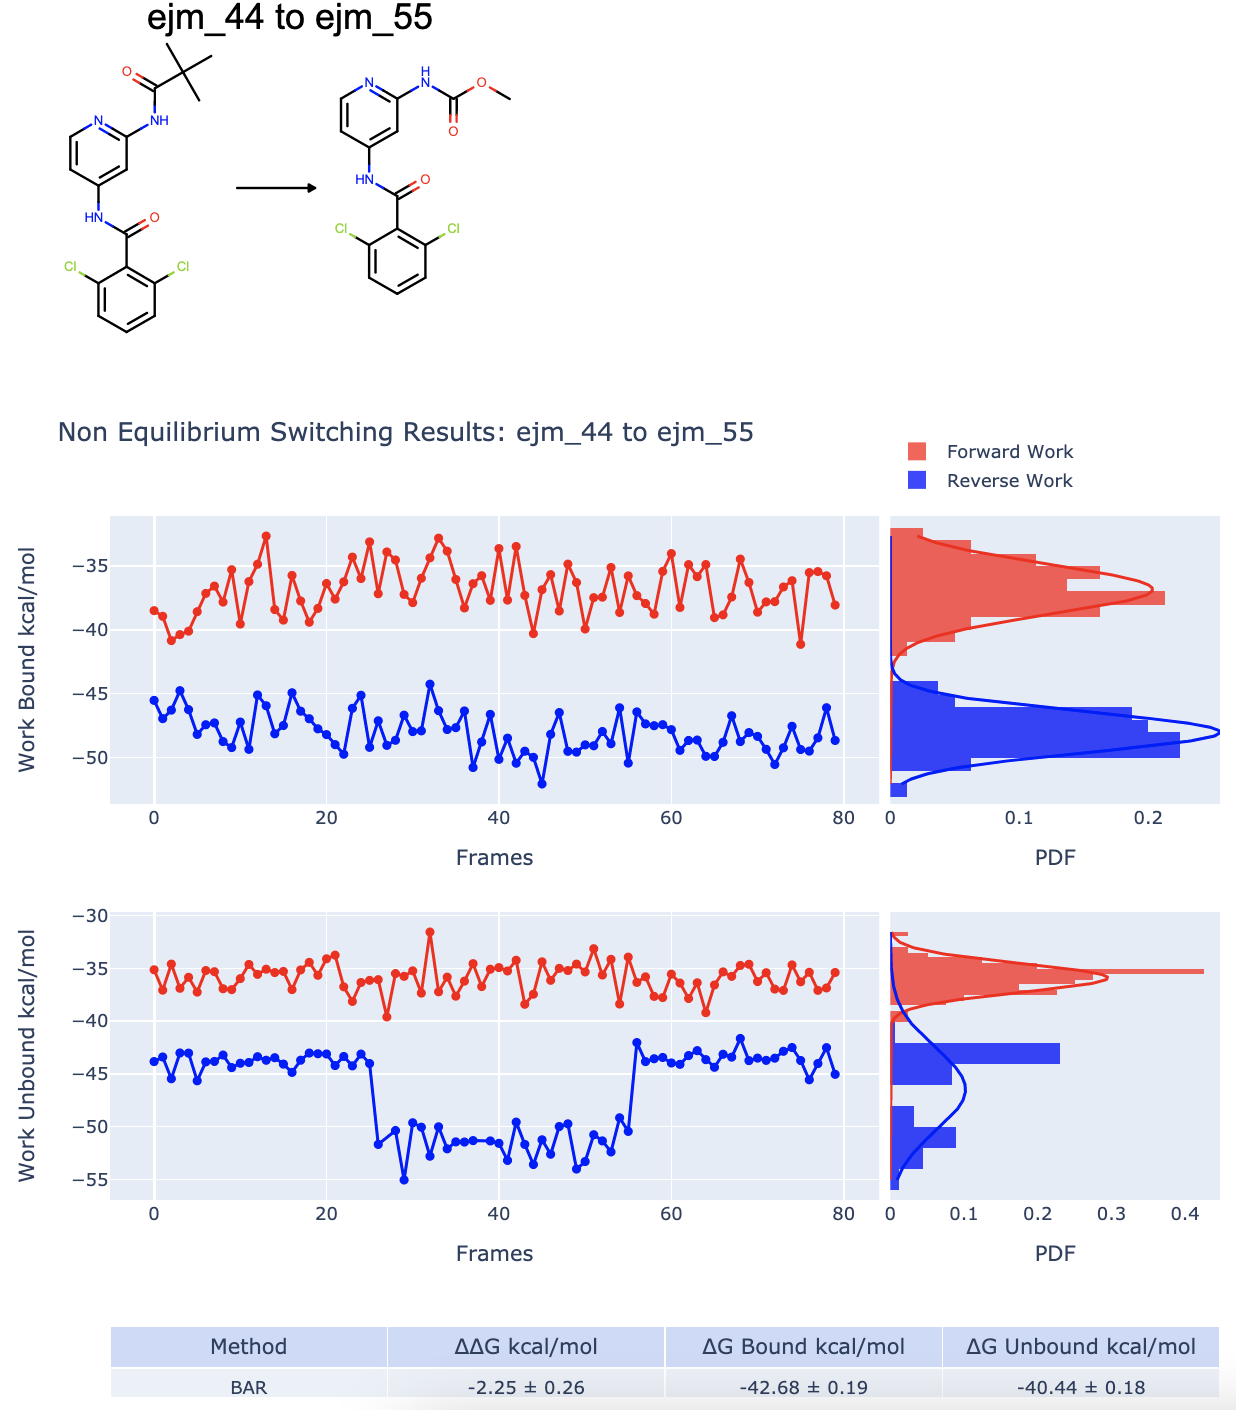 ejm_44 to ejm_55
O
NH
N
HN
O
Cl
Cl
N
H
N
O
O
HN
O
Cl
Cl
Non Equilibrium Switching Results: ejm_44 to ejm_55
Forward Work
Reverse Work
Work Bound kcal/mol
−35
−40
−45
−50
0
20
40
60
80
Frames
0
0.1
0.2
PDF
Work Unbound kcal/mol
−30
−35
−40
−45
−50
−55
0
20
40
60
80
Frames
0
0.1
0.2
0.3
0.4
PDF
Method ΔΔG kcal/mol ΔG Bound kcal/mol ΔG Unbound kcal/mol
BAR -2.25 ± 0.26 -42.68 ± 0.19 -40.44 ± 0.18